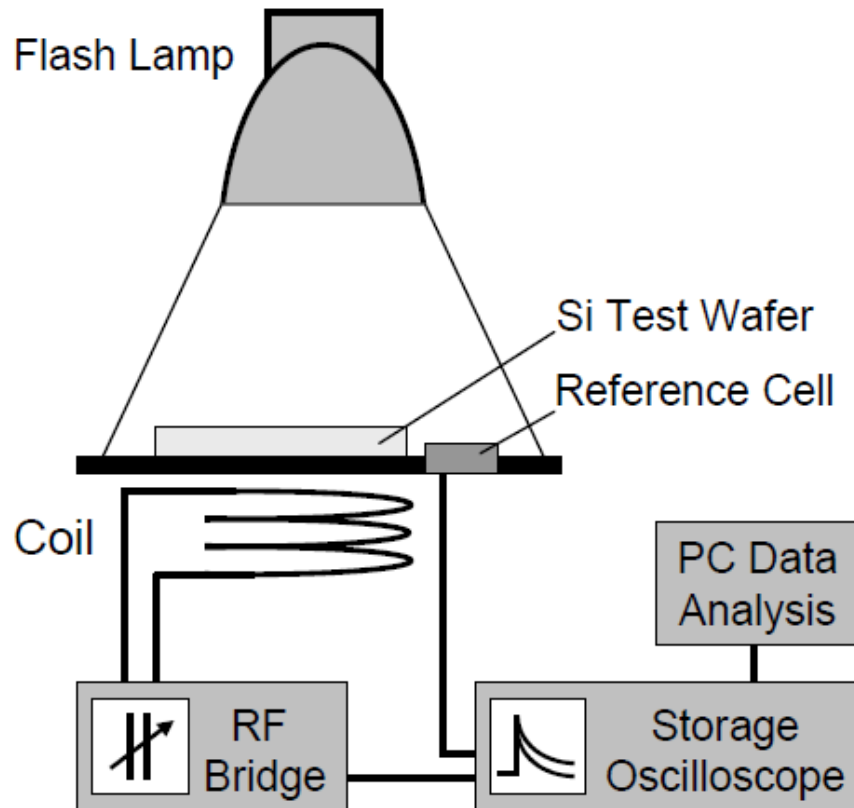 Flash Lamp
Si Test Wafer
Reference Cell
Coil
PC Data
Analysis
RF
Bridge
Storage
Oscilloscope